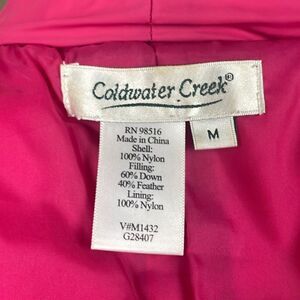 Coldwater Creek®
M
RN 98516
Made in China
Shell:
100% Nylon
Filling:
60% Down
40% Feather
Lining:
100% Nylon
V#M1432
G28407